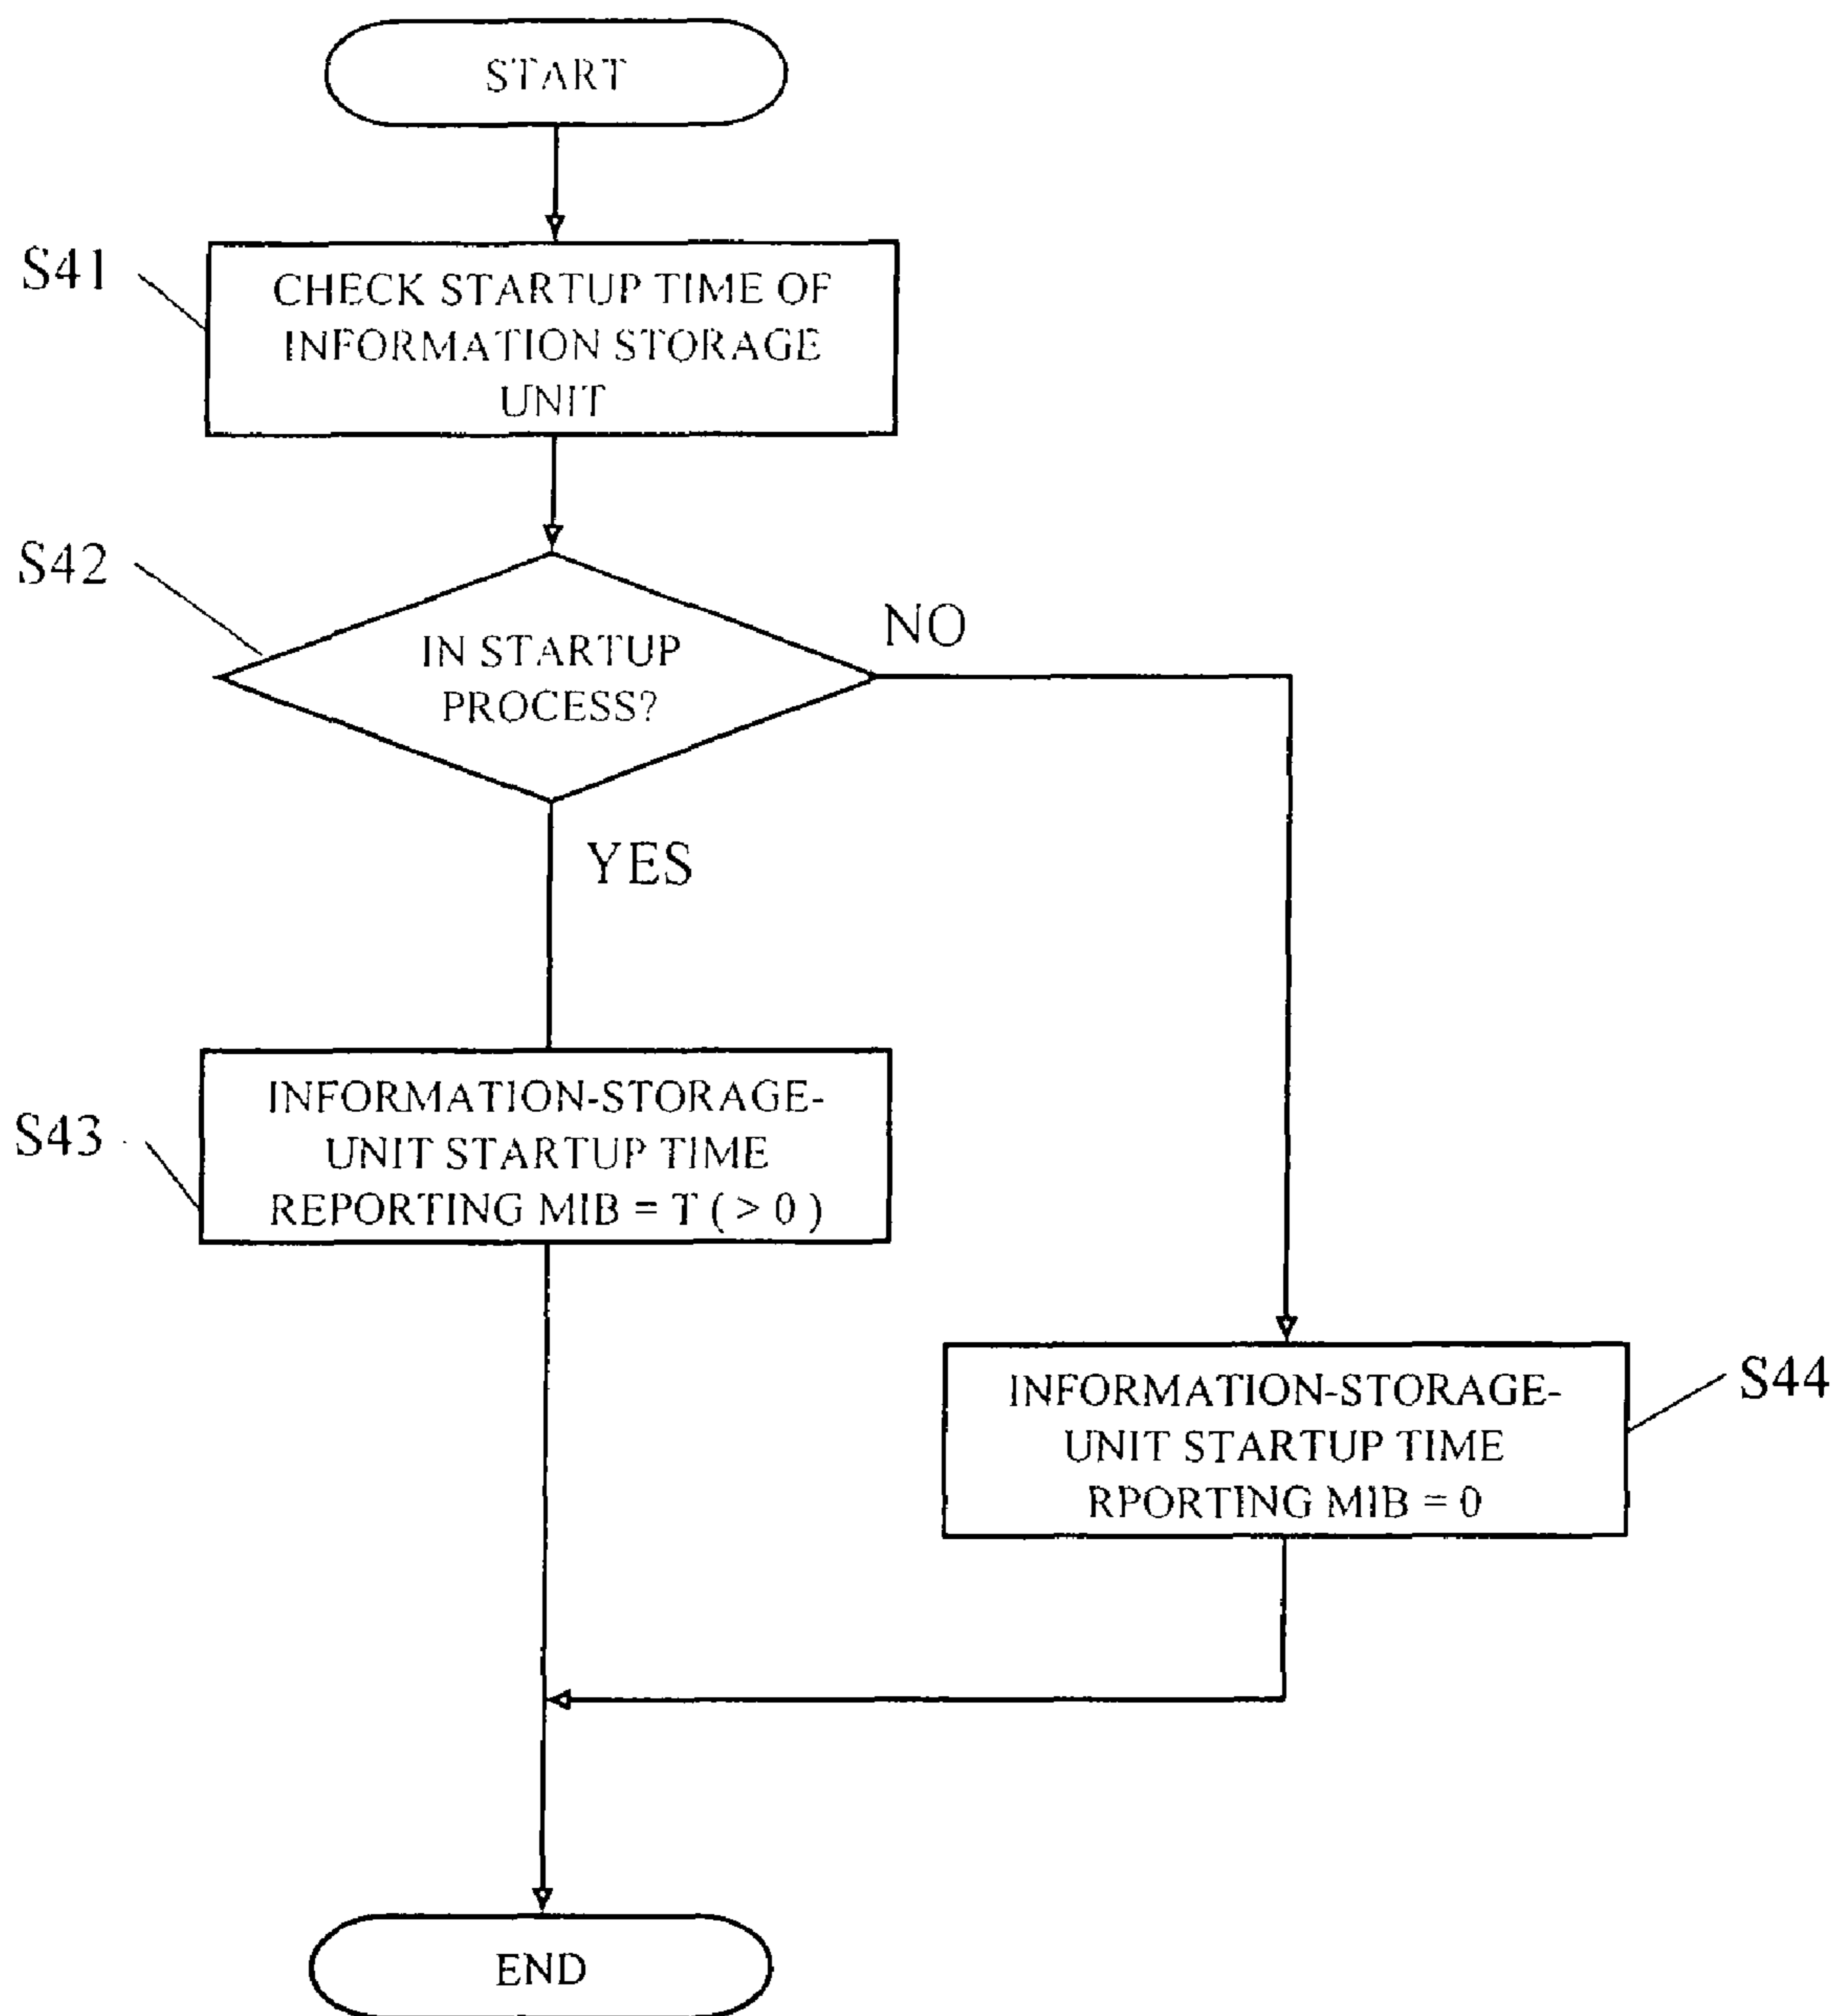 START
S41
CHECK STARTUP TIME OF
INFORMATION STORAGE
UNIT
S42
IN STARTUP
PROCESS?
NO
YES
S43
INFORMATION-STORAGE-
UNIT STARTUP TIME
REPORTING MIB = T ( > 0 )
INFORMATION-STORAGE-
UNIT STARTUP TIME
RPORTING MIB = 0
S44
END